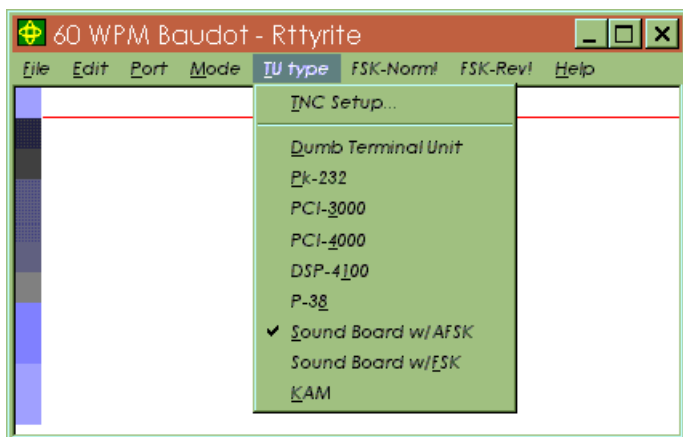 60 WPM Baudot - Rttyrite
File Edit Port Mode TU type FSK-Norm! FSK-Rev! Help
TNC Setup...
Dumb Terminal Unit
Pk-232
PCI-3000
PCI-4000
DSP-4100
P-38
Sound Board w/AFSK
Sound Board w/FSK
KAM